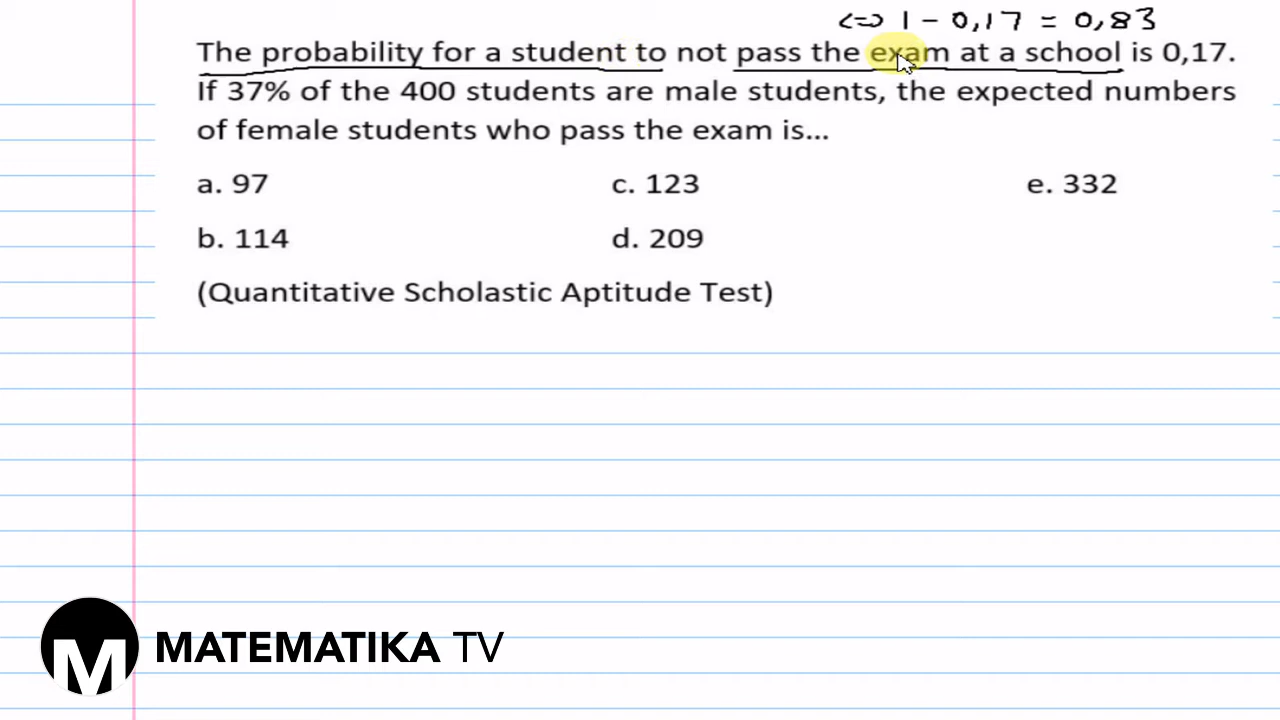 <=> 1 - 0,17 = 0,83
The probability for a student to not pass the exam at a school is 0,17.
If 37% of the 400 students are male students, the expected numbers
of female students who pass the exam is...
a. 97 c. 123 e. 332
b. 114 d. 209
(Quantitative Scholastic Aptitude Test)
M MATEMATIKA TV